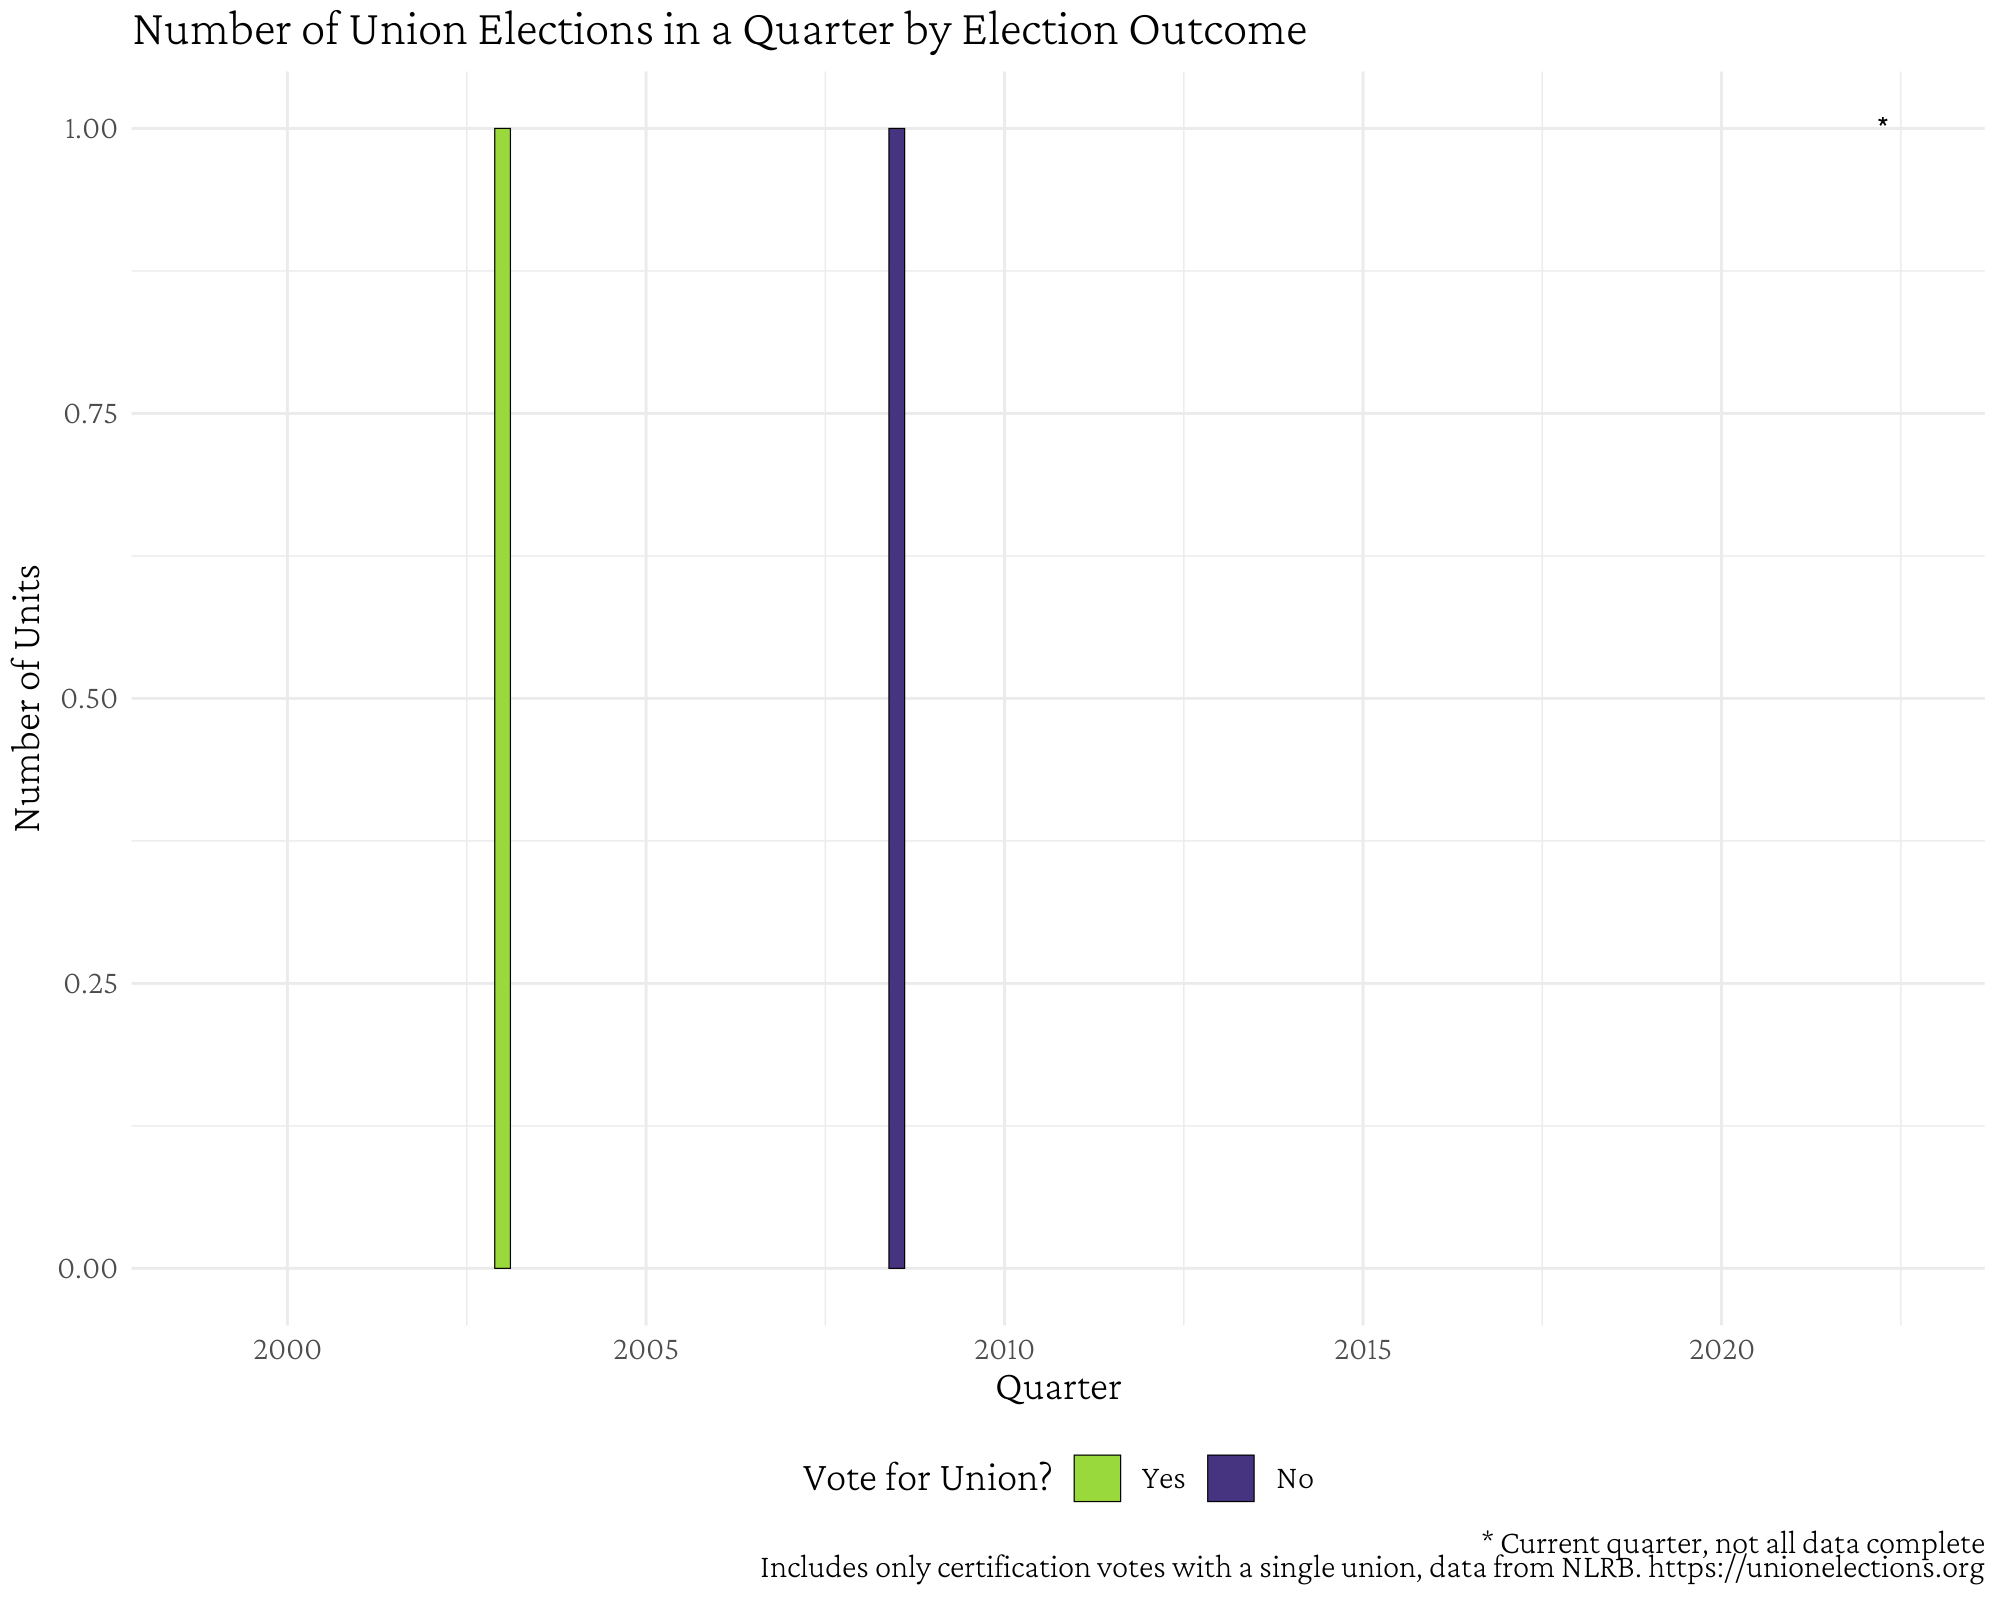 Number of Union Elections in a Quarter by Election Outcome
*
1.00
0.75
0.50
0.25
0.00
Number of Units
2000 2005 2010 2015 2020
Quarter
Vote for Union? Yes No
* Current quarter, not all data complete
Includes only certification votes with a single union, data from NLRB. https://unionelections.org